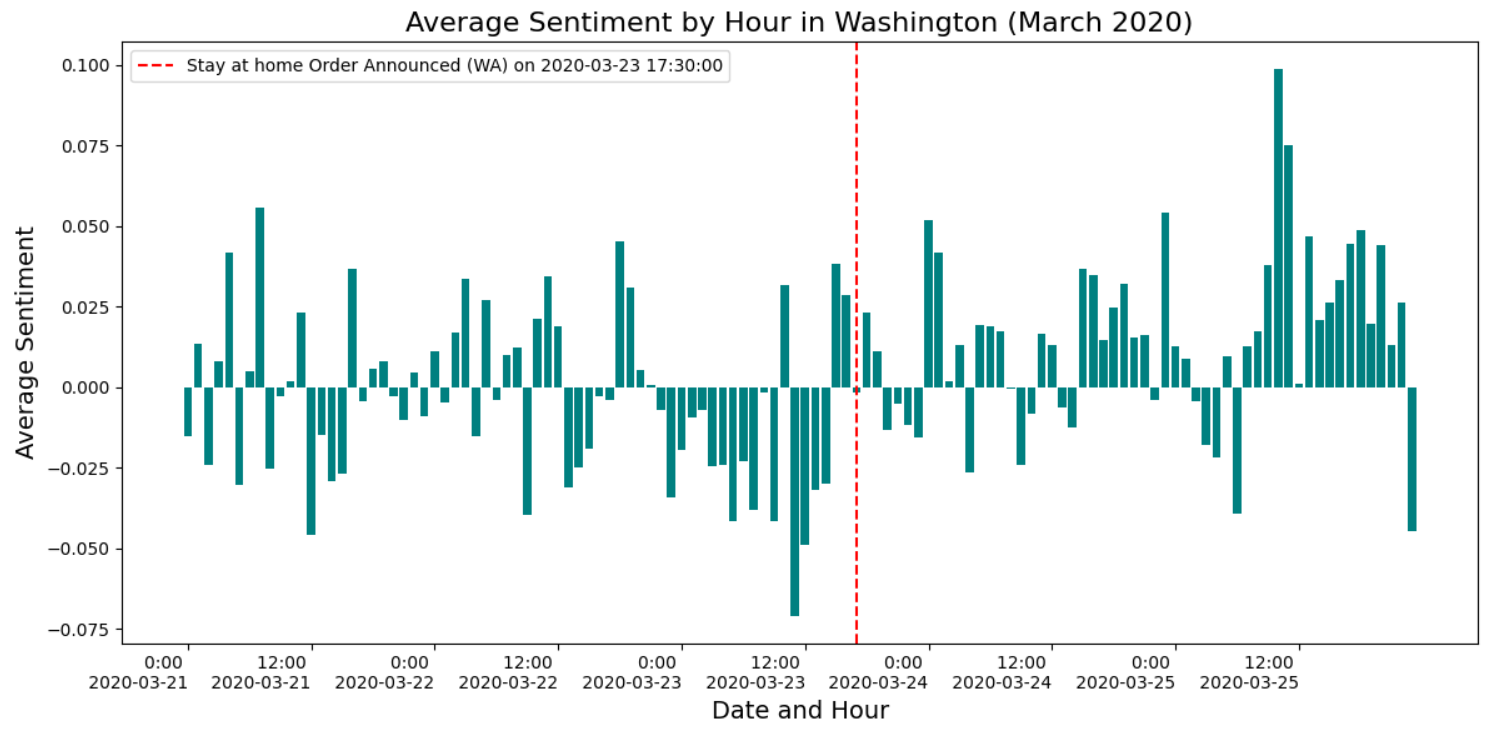 Average Sentiment by Hour in Washington (March 2020)
Stay at home Order Announced (WA) on 2020-03-23 17:30:00
Average Sentiment
0.100
0.075
0.050
0.025
0.000
−0.025
−0.050
−0.075
0:00 12:00 0:00 12:00 0:00 12:00 0:00 12:00 0:00 12:00
2020-03-21 2020-03-21 2020-03-22 2020-03-22 2020-03-23 2020-03-23 2020-03-24 2020-03-24 2020-03-25 2020-03-25
Date and Hour